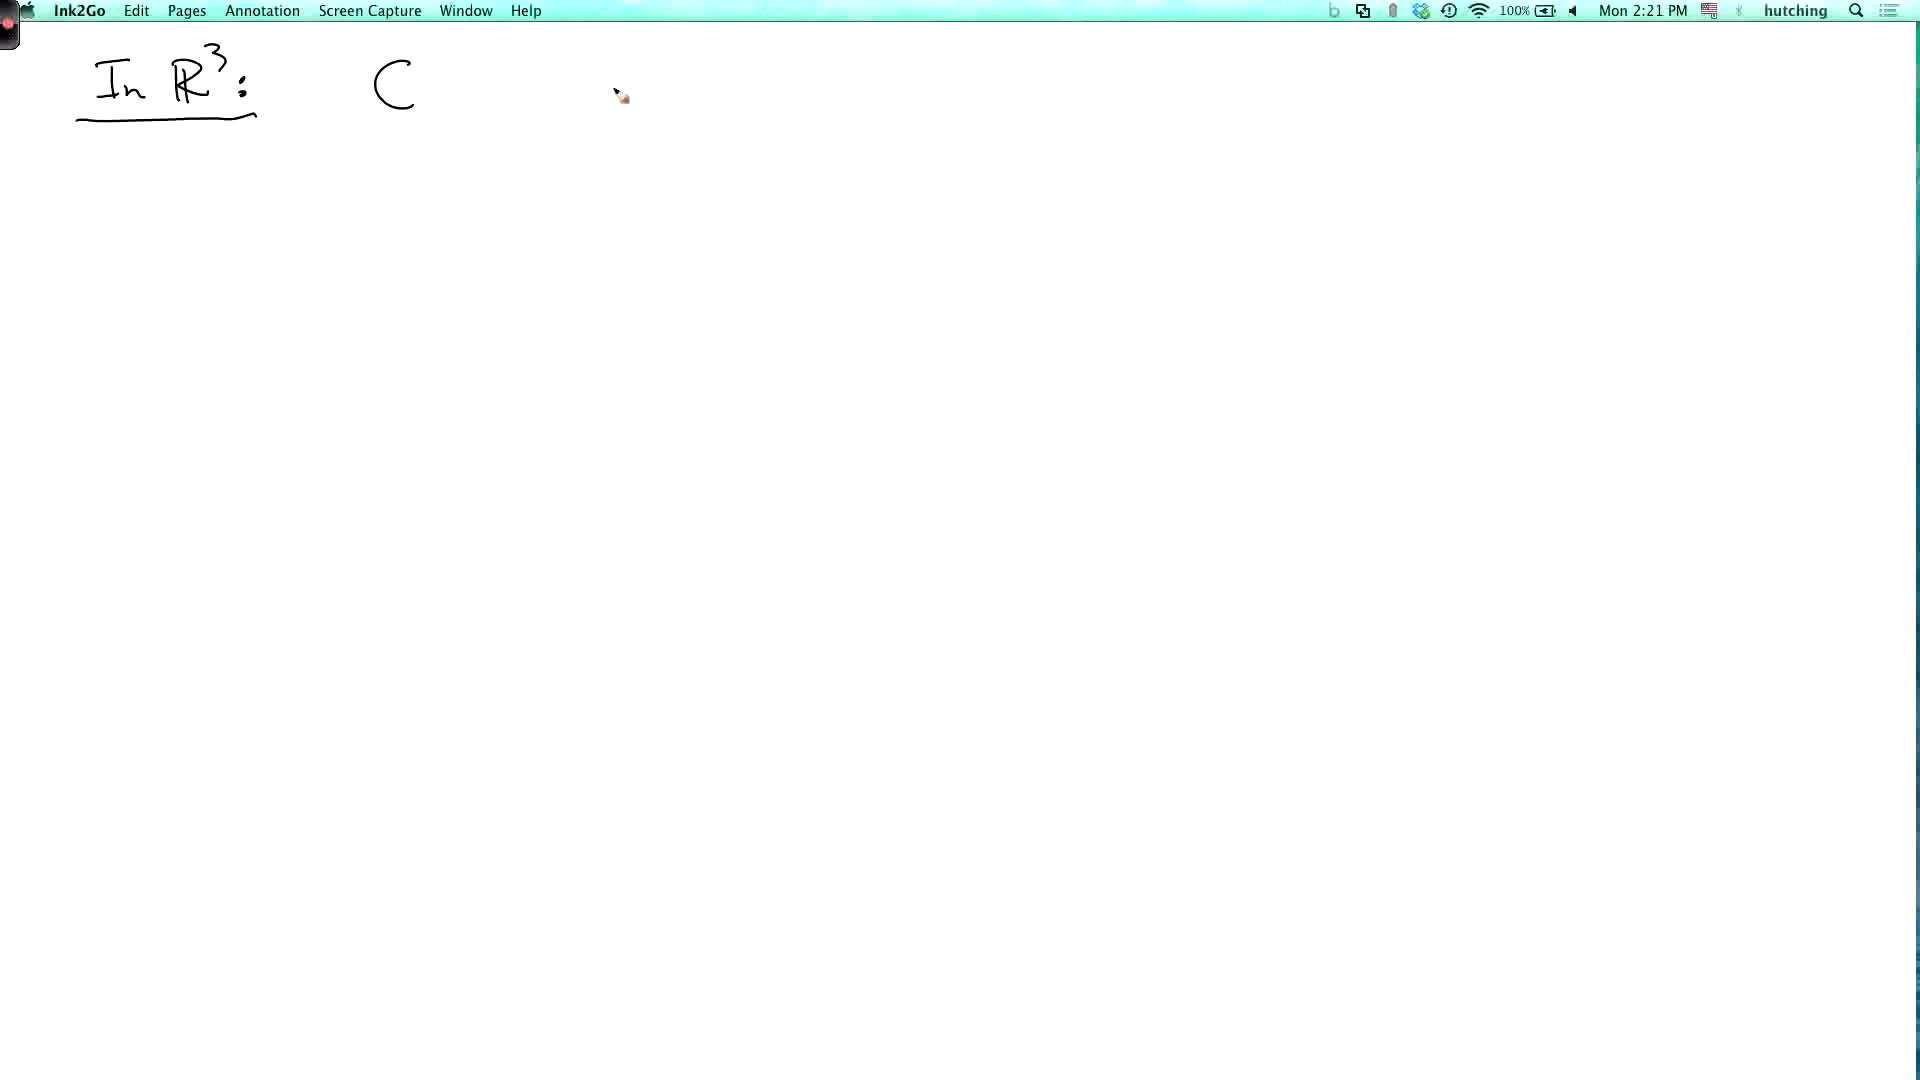 Ink2Go Edit Pages Annotation Screen Capture Window Help 100% Mon 2:21 PM hutching
In ℝ³: C